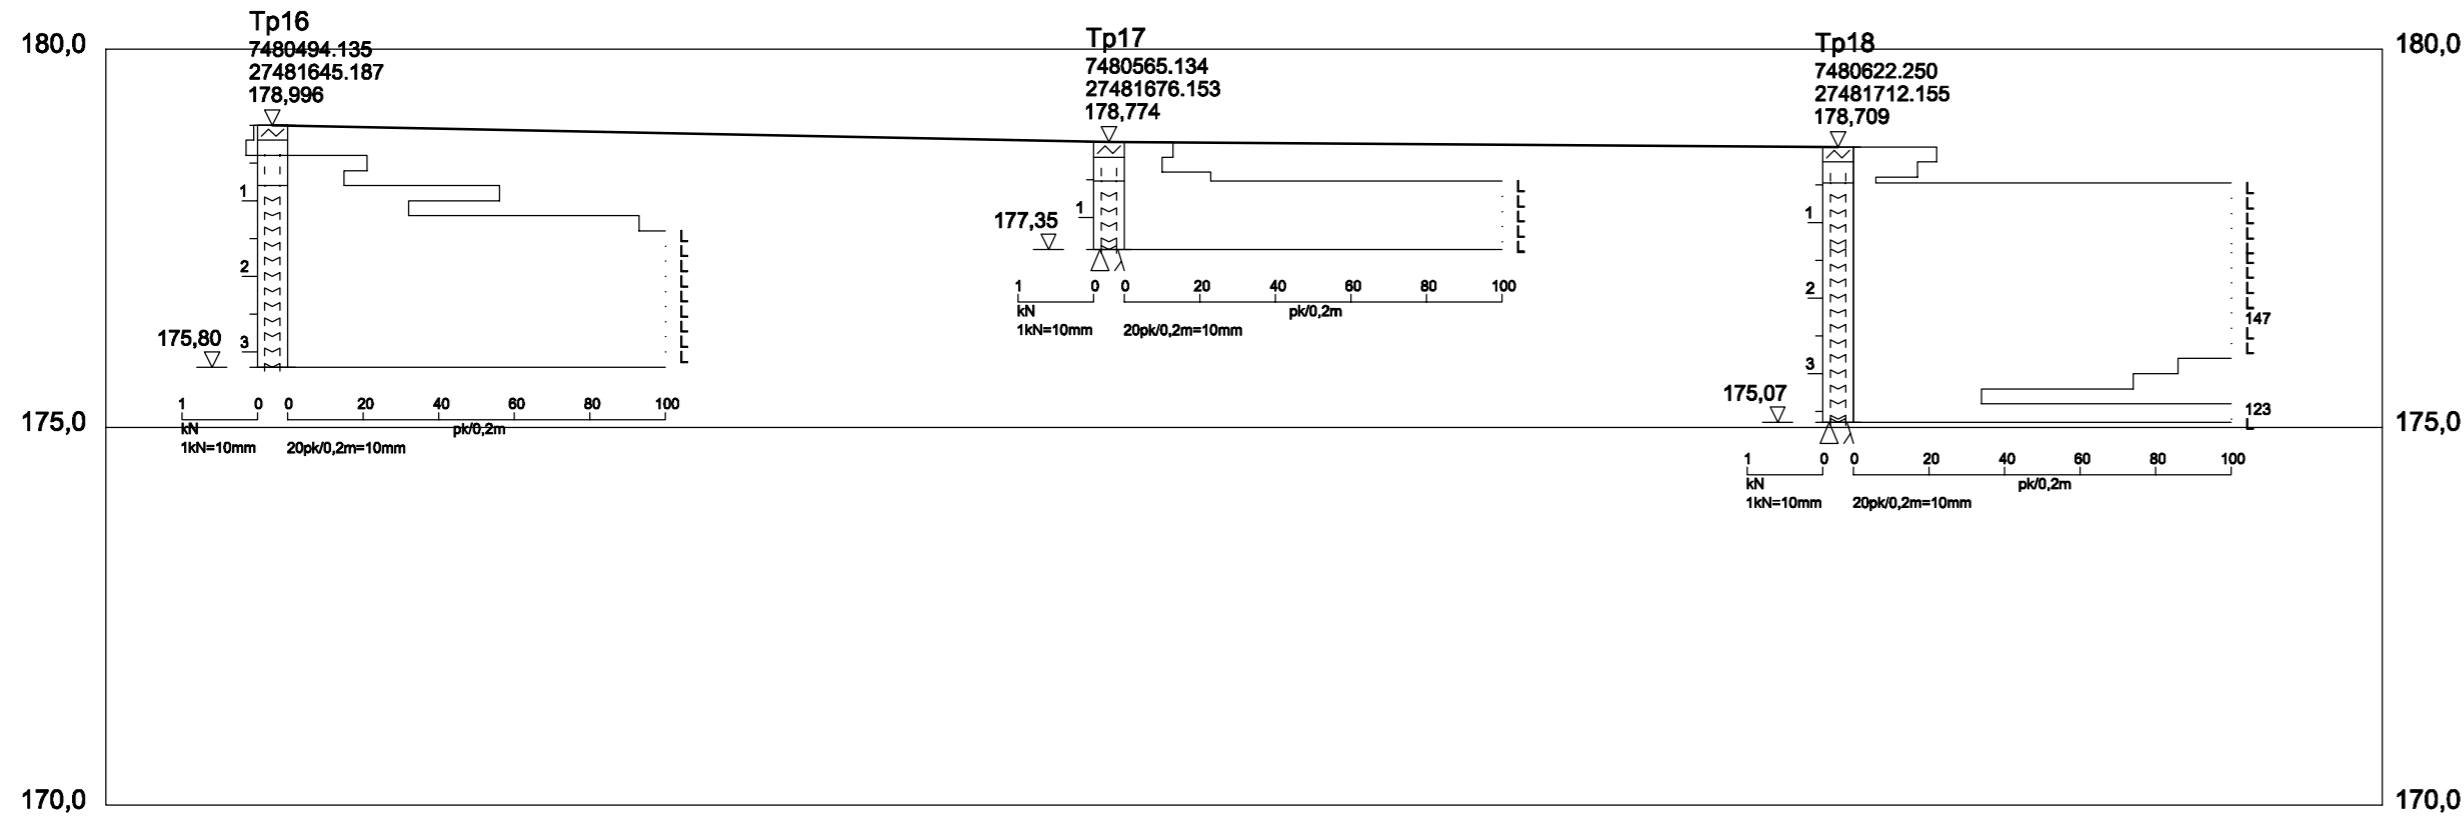 180,0
180,0
Tp16
7480494.135
27481645.187
178,996
1
2
3
175,80
L
L
L
L
L
L
L
L
L
1 0 0 20 40 60 80 100
kN
pk/0,2m
1kN=10mm 20pk/0,2m=10mm
Tp17
7480565.134
27481676.153
178,774
1
177,35
L
L
L
L
L
1 0 0 20 40 60 80 100
kN
pk/0,2m
1kN=10mm 20pk/0,2m=10mm
Tp18
7480622.250
27481712.155
178,709
1
2
3
175,07
L
L
L
L
L
L
L
L
L
147
L
L
123
L
1 0 0 20 40 60 80 100
kN
pk/0,2m
1kN=10mm 20pk/0,2m=10mm
175,0
175,0
170,0
170,0